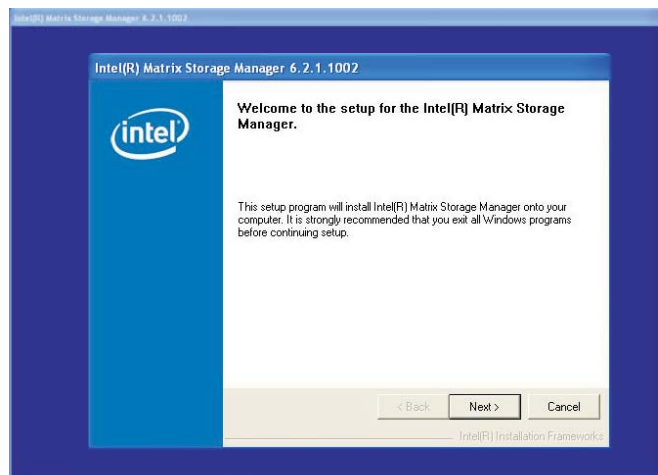 Intel(R) Matrix Storage Manager 6.2.1.1002
Intel(R) Matrix Storage Manager 6.2.1.1002
intel
Welcome to the setup for the Intel(R) Matrix Storage
Manager.
This setup program will install Intel(R) Matrix Storage Manager onto your
computer. It is strongly recommended that you exit all Windows programs
before continuing setup.
< Back
Next >
Cancel
Intel(R) Installation Frameworks